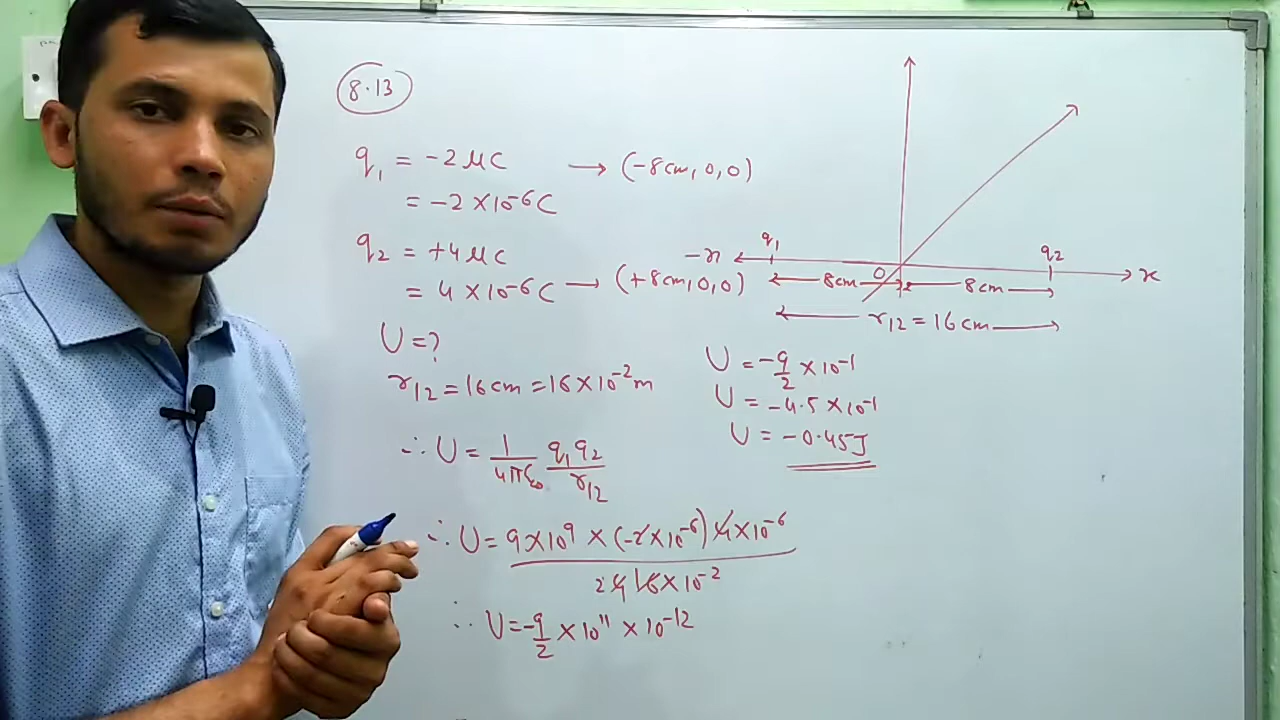 8.13
q₁ = -2 μC → (-8cm, 0, 0)
= -2 × 10⁻⁶ C
q₂ = +4 μC
= 4 × 10⁻⁶ C → (+8cm, 0, 0)
U = ?
r₁₂ = 16 cm = 16 × 10⁻² m
∴ U = 1/4πε₀ q₁q₂/r₁₂
∴ U = 9 × 10⁹ × (-2 × 10⁻⁶) 4 × 10⁻⁶
2 4 16 × 10⁻²
∴ U = -9/2 × 10¹¹ × 10⁻¹²
-x q₁ O q₂ x
8cm 8cm
r₁₂ = 16 cm
U = -9/2 × 10⁻¹
U = -4.5 × 10⁻¹
U = -0.45 J